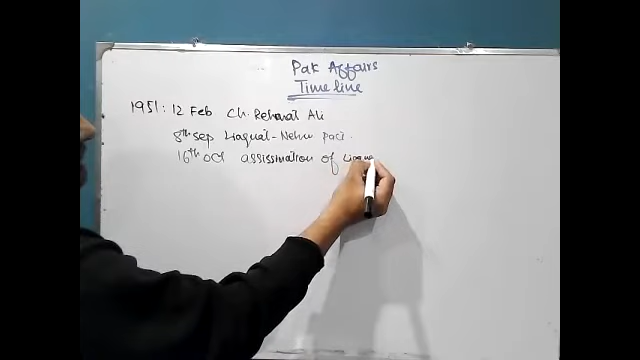 Pak Affairs
Time line
1951: 12 Feb Ch. Rehmat Ali
8th Sep Liaquat-Nehru Pact.
16th Oct assissination of Liaqua